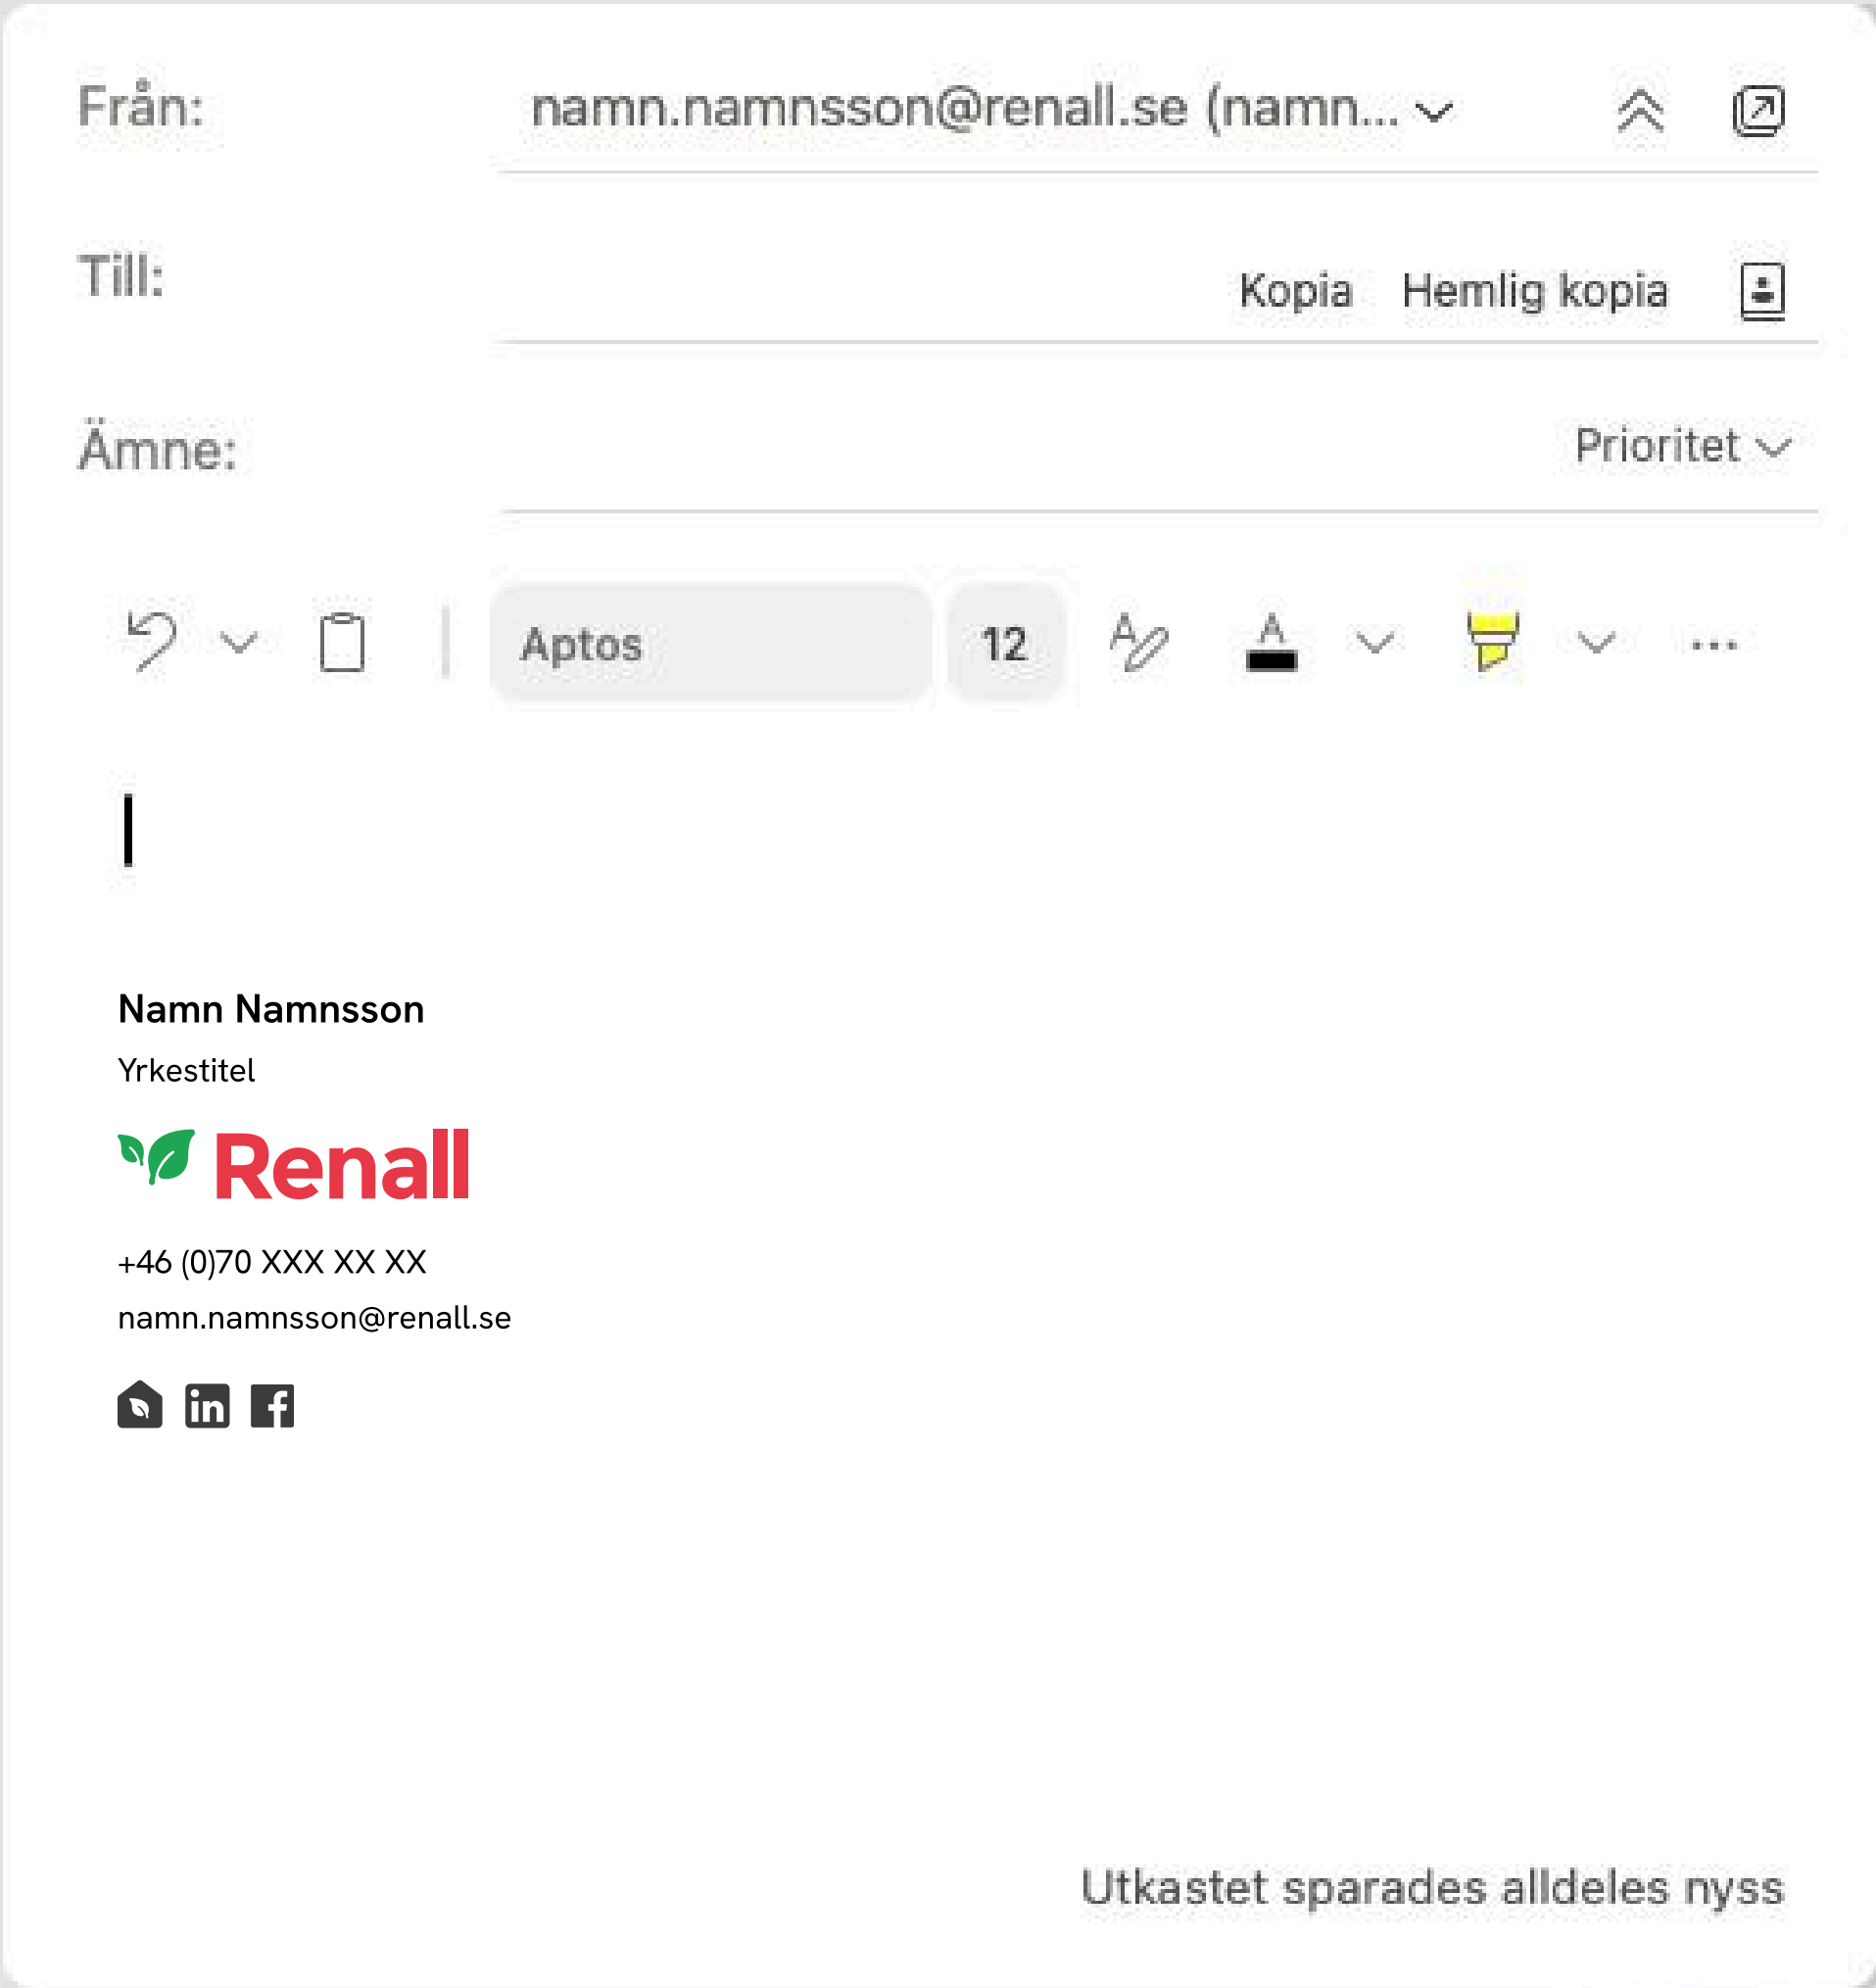 Från:
namn.namnsson@renall.se (namn...
Till:
Kopia Hemlig kopia
Ämne:
Prioritet
Aptos 12
Namn Namnsson
Yrkestitel
Renall
+46 (0)70 XXX XX XX
namn.namnsson@renall.se
Utkastet sparades alldeles nyss